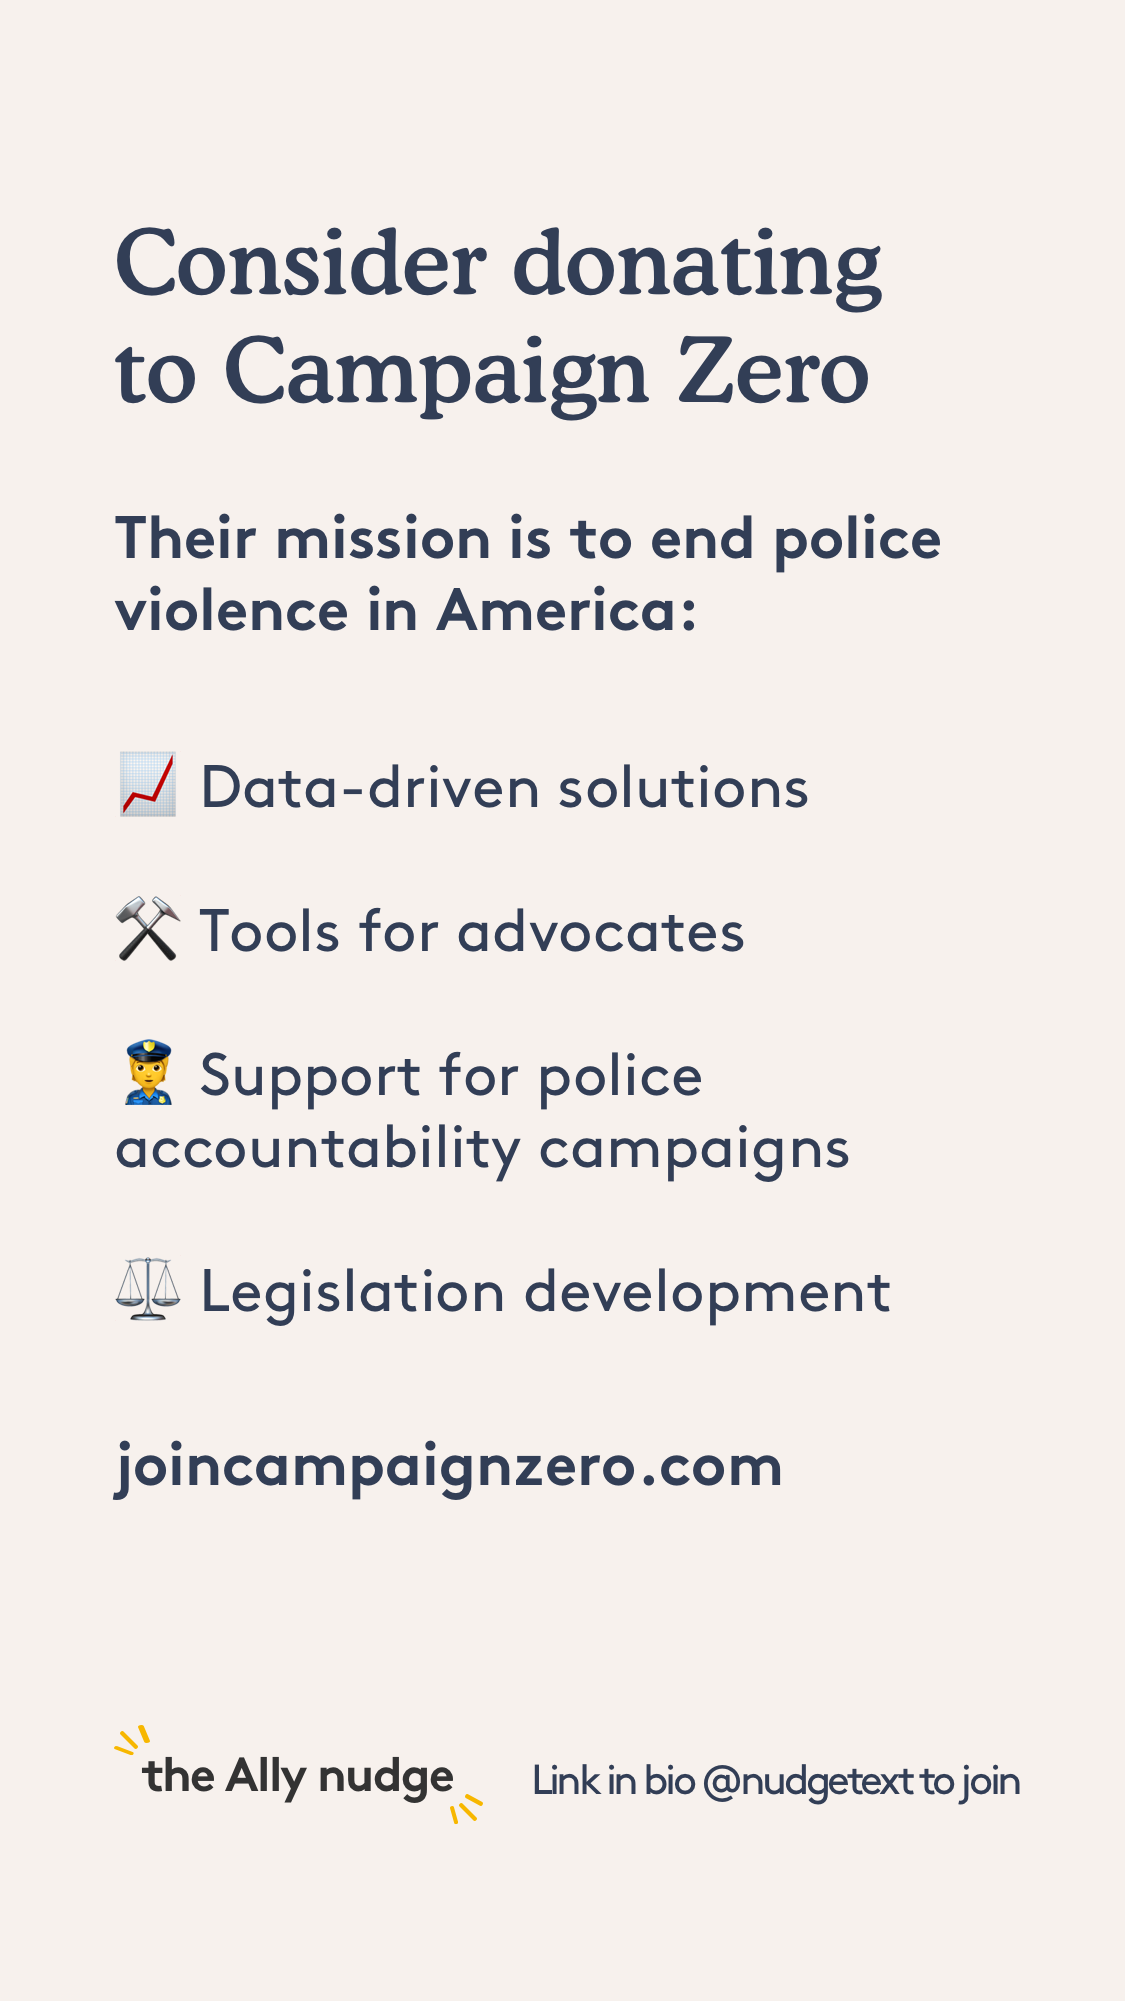 Consider donating
to Campaign Zero
Their mission is to end police
violence in America:
📈 Data-driven solutions
⚒️ Tools for advocates
👮 Support for police
accountability campaigns
⚖️ Legislation development
joincampaignzero.com
the Ally nudge
Link in bio @nudgetext to join